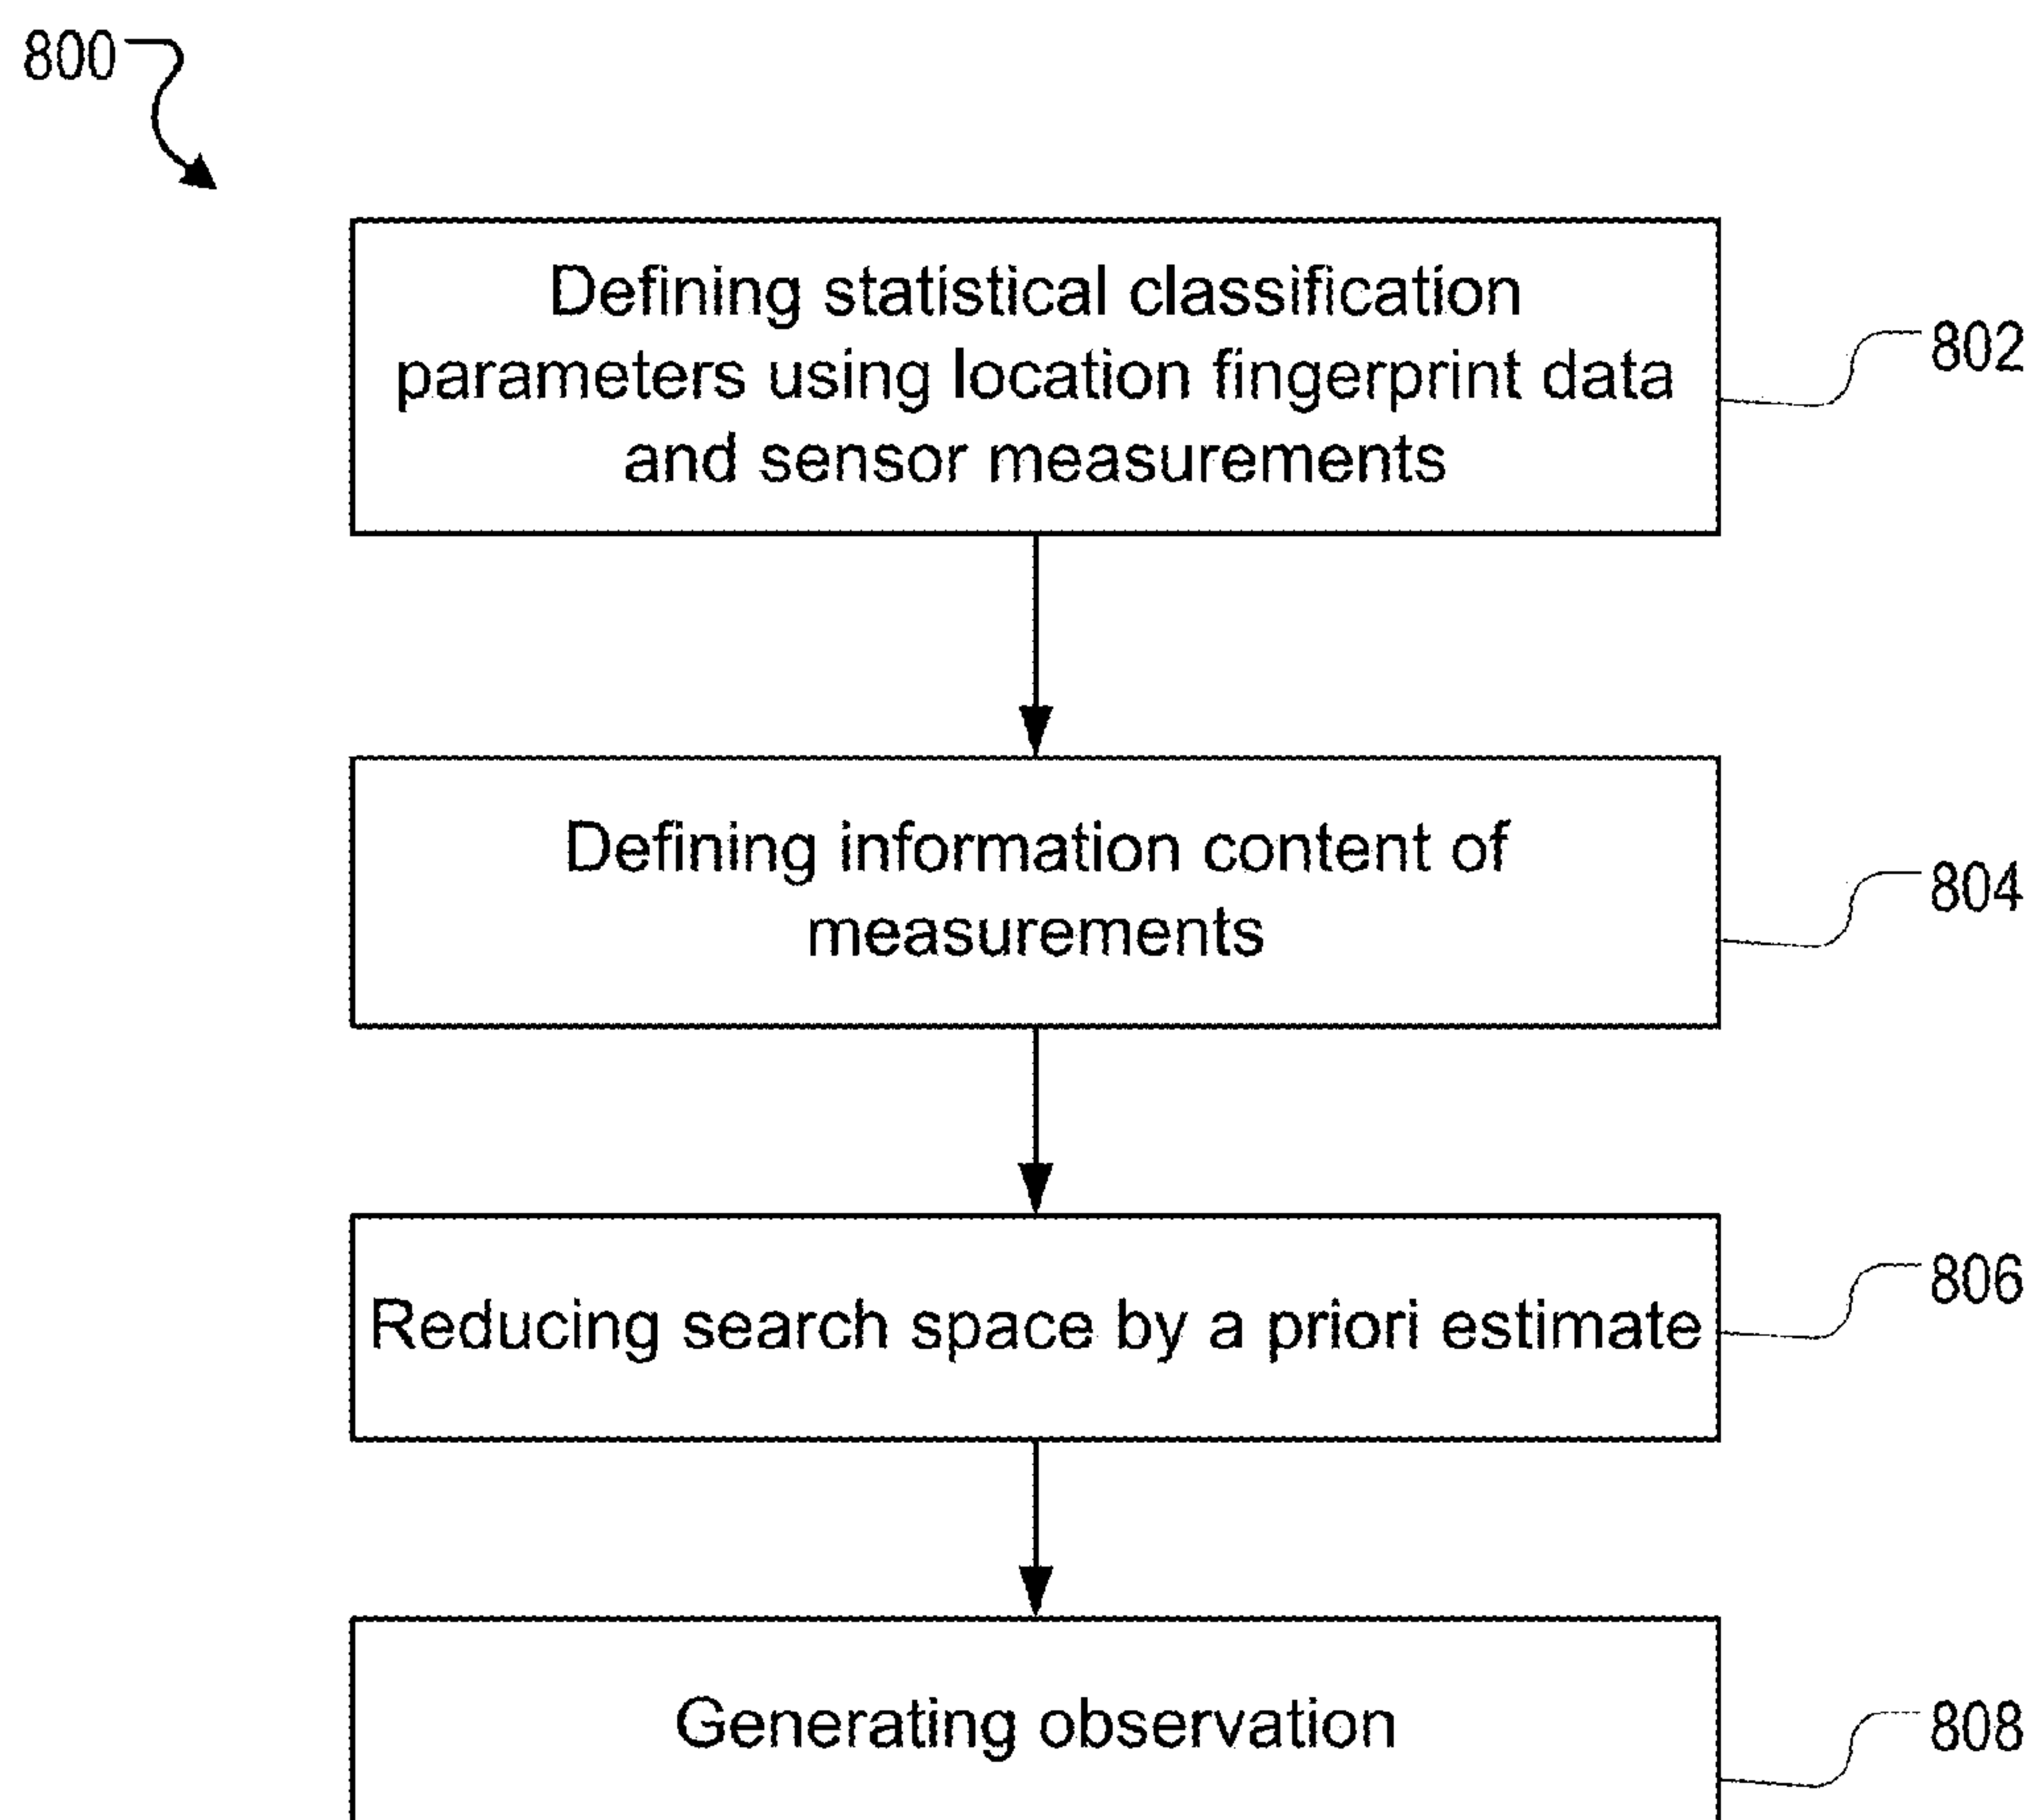 800
Defining statistical classification
parameters using location fingerprint data
and sensor measurements
802
Defining information content of
measurements
804
Reducing search space by a priori estimate
806
Generating observation
808